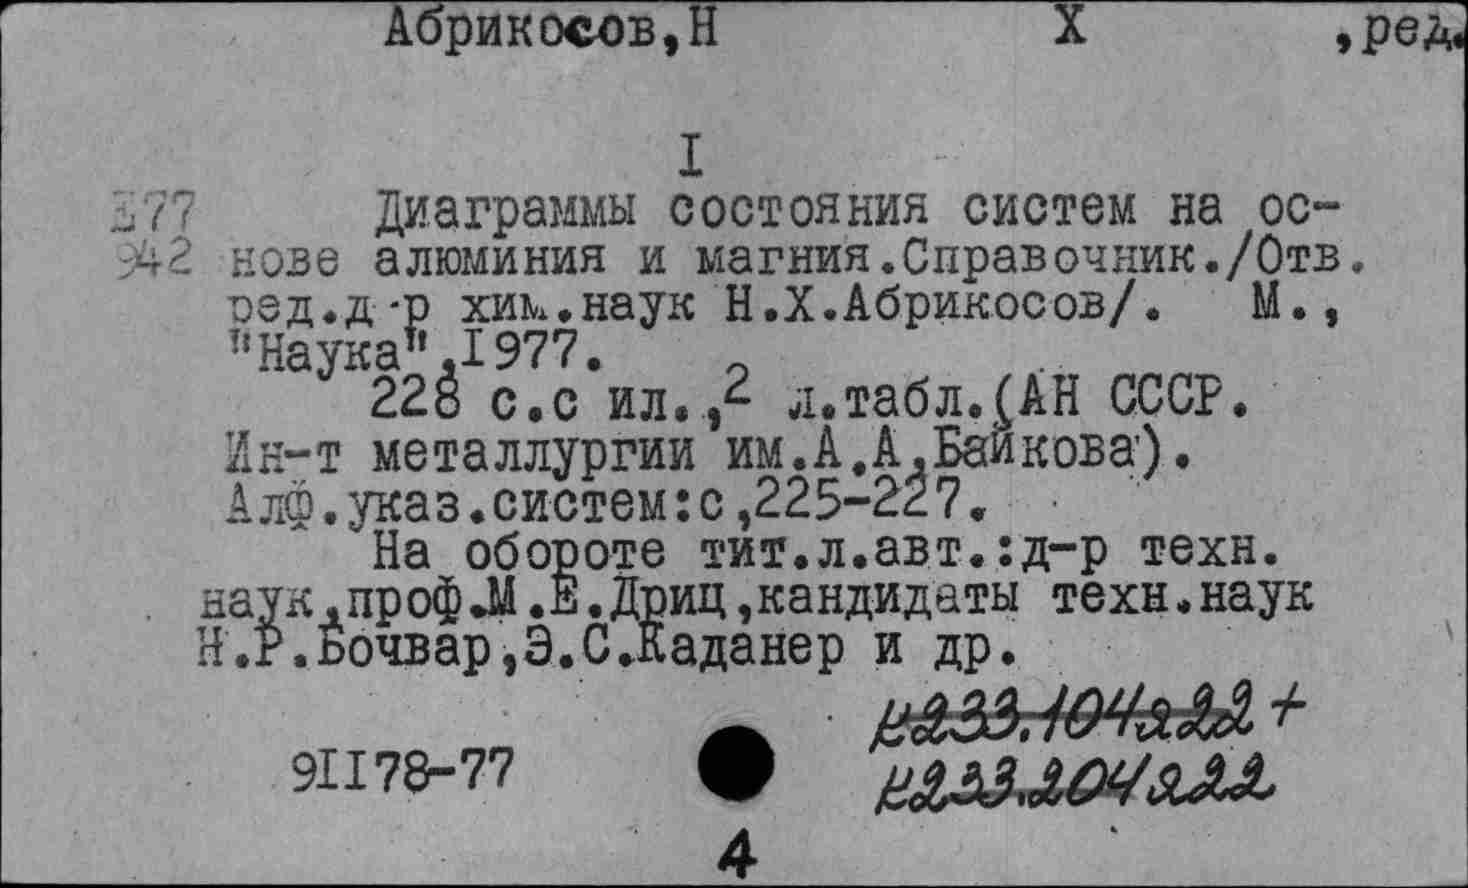 Абрикосов,Н Х ,ред.
I
Диаграммы состояния систем на ос-
942 нове алюминия и магния.Справочник./Отв.
ред.д-р хим.наук Н.Х.Абрикосов/. М.,
"Наука",1977.
228 с.с ил.,2 л.табл.(АН СССР.
Ин-т металлургии им.А.А.Байкова).
Алф.указ.систем:с,225-227.
На обороте тит.л.авт.:д-р техн.
наук,проф.М.Е.Дриц,кандидаты техн.наук
Н.Р.Бочвар,Э.С.Каданер и др.
к233.104я22 +
9II78-77
к233.204я22
4